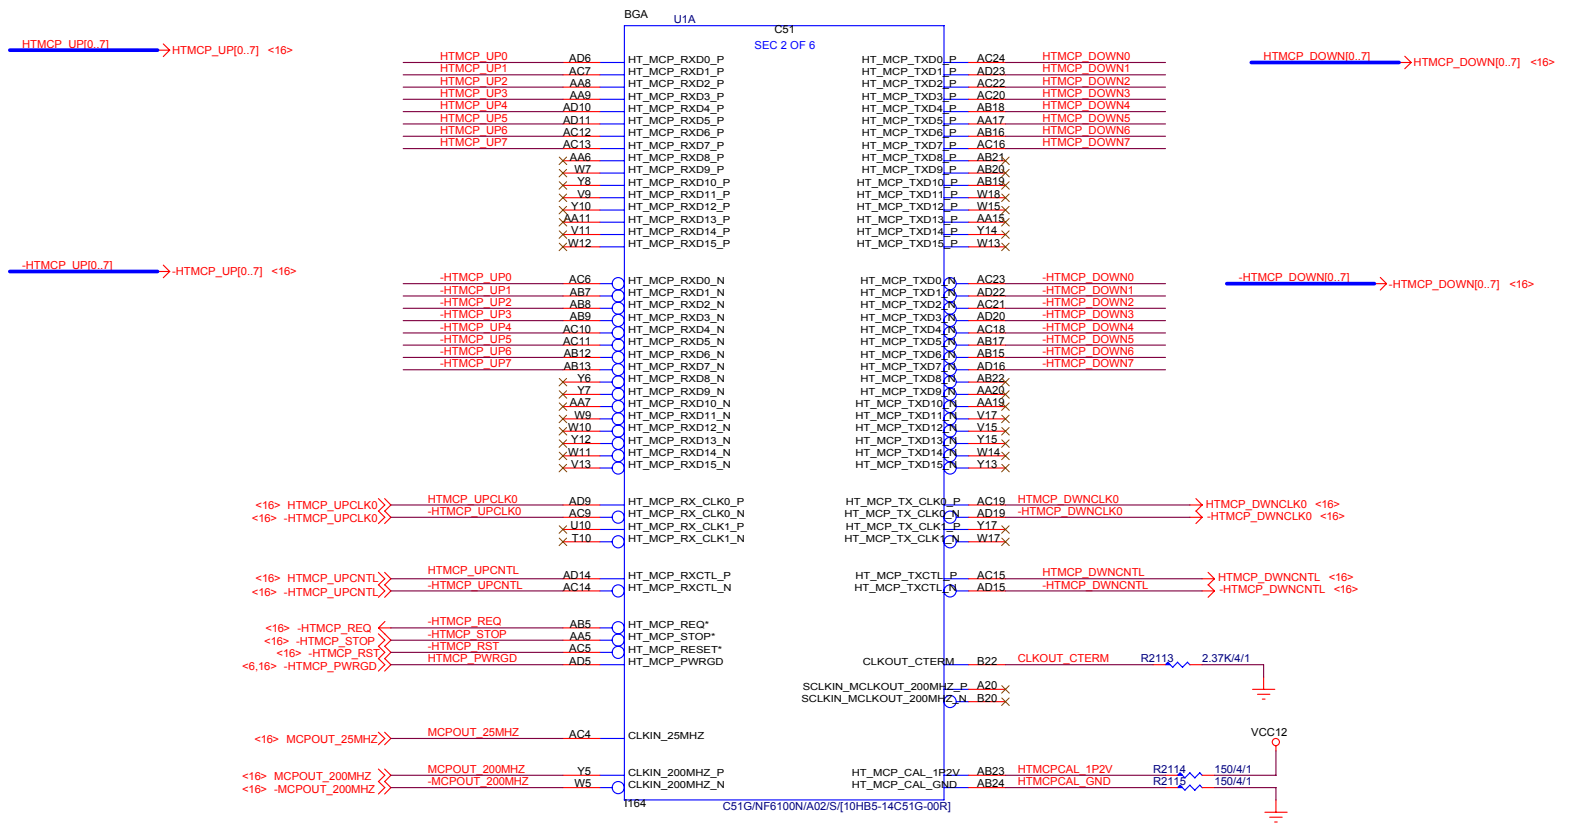 BGA
U1A
C51
SEC 2 OF 6
HTMCP_UP[0..7] HTMCP_UP[0..7] <16>
HTMCP_DOWN[0..7] HTMCP_DOWN[0..7] <16>
HTMCP_UP0 AD6 HT_MCP_RXD0_P HT_MCP_TXD0_P AC24 HTMCP_DOWN0
HTMCP_UP1 AC7 HT_MCP_RXD1_P HT_MCP_TXD1_P AD23 HTMCP_DOWN1
HTMCP_UP2 AA8 HT_MCP_RXD2_P HT_MCP_TXD2_P AC22 HTMCP_DOWN2
HTMCP_UP3 AA9 HT_MCP_RXD3_P HT_MCP_TXD3_P AC20 HTMCP_DOWN3
HTMCP_UP4 AD10 HT_MCP_RXD4_P HT_MCP_TXD4_P AB18 HTMCP_DOWN4
HTMCP_UP5 AD11 HT_MCP_RXD5_P HT_MCP_TXD5_P AA17 HTMCP_DOWN5
HTMCP_UP6 AC12 HT_MCP_RXD6_P HT_MCP_TXD6_P AB16 HTMCP_DOWN6
HTMCP_UP7 AC13 HT_MCP_RXD7_P HT_MCP_TXD7_P AC16 HTMCP_DOWN7
AA6 HT_MCP_RXD8_P HT_MCP_TXD8_P AB21
W7 HT_MCP_RXD9_P HT_MCP_TXD9_P AB20
Y8 HT_MCP_RXD10_P HT_MCP_TXD10_P AB19
V9 HT_MCP_RXD11_P HT_MCP_TXD11_P W18
Y10 HT_MCP_RXD12_P HT_MCP_TXD12_P W15
AA11 HT_MCP_RXD13_P HT_MCP_TXD13_P AA15
V11 HT_MCP_RXD14_P HT_MCP_TXD14_P Y14
W12 HT_MCP_RXD15_P HT_MCP_TXD15_P W13
-HTMCP_UP[0..7] -HTMCP_UP[0..7] <16>
-HTMCP_DOWN[0..7] -HTMCP_DOWN[0..7] <16>
-HTMCP_UP0 AC6 HT_MCP_RXD0_N HT_MCP_TXD0_N AC23 -HTMCP_DOWN0
-HTMCP_UP1 AB7 HT_MCP_RXD1_N HT_MCP_TXD1_N AD22 -HTMCP_DOWN1
-HTMCP_UP2 AB8 HT_MCP_RXD2_N HT_MCP_TXD2_N AC21 -HTMCP_DOWN2
-HTMCP_UP3 AB9 HT_MCP_RXD3_N HT_MCP_TXD3_N AD20 -HTMCP_DOWN3
-HTMCP_UP4 AC10 HT_MCP_RXD4_N HT_MCP_TXD4_N AC18 -HTMCP_DOWN4
-HTMCP_UP5 AC11 HT_MCP_RXD5_N HT_MCP_TXD5_N AB17 -HTMCP_DOWN5
-HTMCP_UP6 AB12 HT_MCP_RXD6_N HT_MCP_TXD6_N AB15 -HTMCP_DOWN6
-HTMCP_UP7 AB13 HT_MCP_RXD7_N HT_MCP_TXD7_N AD16 -HTMCP_DOWN7
Y6 HT_MCP_RXD8_N HT_MCP_TXD8_N AB22
Y7 HT_MCP_RXD9_N HT_MCP_TXD9_N AA20
AA7 HT_MCP_RXD10_N HT_MCP_TXD10_N AA19
W9 HT_MCP_RXD11_N HT_MCP_TXD11_N V17
W10 HT_MCP_RXD12_N HT_MCP_TXD12_N V15
Y12 HT_MCP_RXD13_N HT_MCP_TXD13_N Y15
W11 HT_MCP_RXD14_N HT_MCP_TXD14_N W14
V13 HT_MCP_RXD15_N HT_MCP_TXD15_N Y13
<16> HTMCP_UPCLK0 HTMCP_UPCLK0 AD9 HT_MCP_RX_CLK0_P HT_MCP_TX_CLK0_P AC19 HTMCP_DWNCLK0 HTMCP_DWNCLK0 <16>
<16> -HTMCP_UPCLK0 -HTMCP_UPCLK0 AC9 HT_MCP_RX_CLK0_N HT_MCP_TX_CLK0_N AD19 -HTMCP_DWNCLK0 -HTMCP_DWNCLK0 <16>
U10 HT_MCP_RX_CLK1_P HT_MCP_TX_CLK1_P Y17
T10 HT_MCP_RX_CLK1_N HT_MCP_TX_CLK1_N W17
<16> HTMCP_UPCNTL HTMCP_UPCNTL AD14 HT_MCP_RXCTL_P HT_MCP_TXCTL_P AC15 HTMCP_DWNCNTL HTMCP_DWNCNTL <16>
<16> -HTMCP_UPCNTL -HTMCP_UPCNTL AC14 HT_MCP_RXCTL_N HT_MCP_TXCTL_N AD15 -HTMCP_DWNCNTL -HTMCP_DWNCNTL <16>
<16> -HTMCP_REQ -HTMCP_REQ AB5 HT_MCP_REQ*
<16> -HTMCP_STOP -HTMCP_STOP AA5 HT_MCP_STOP*
<16> -HTMCP_RST -HTMCP_RST AC5 HT_MCP_RESET*
<6,16> -HTMCP_PWRGD HTMCP_PWRGD AD5 HT_MCP_PWRGD CLKOUT_CTERM B22 CLKOUT_CTERM R2113 2.37K/4/1
SCLKIN_MCLKOUT_200MHZ_P A20
SCLKIN_MCLKOUT_200MHZ_N B20
<16> MCPOUT_25MHZ MCPOUT_25MHZ AC4 CLKIN_25MHZ VCC12
<16> MCPOUT_200MHZ MCPOUT_200MHZ Y5 CLKIN_200MHZ_P HT_MCP_CAL_1P2V AB23 HTMCPCAL_1P2V R2114 150/4/1
<16> -MCPOUT_200MHZ -MCPOUT_200MHZ W5 CLKIN_200MHZ_N HT_MCP_CAL_GND AB24 HTMCPCAL_GND R2115 150/4/1
I164 C51G/NF6100N/A02/S/[10HB5-14C51G-00R]